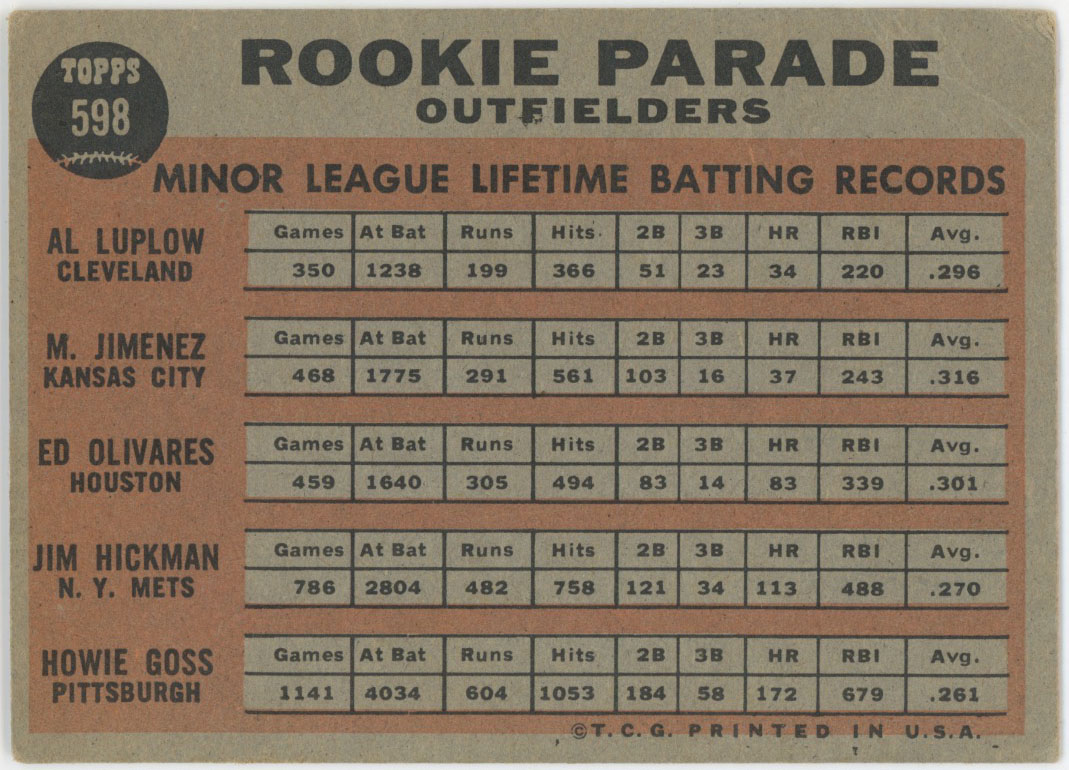 TOPPS
598
ROOKIE PARADE
OUTFIELDERS
MINOR LEAGUE LIFETIME BATTING RECORDS
AL LUPLOW
CLEVELAND
Games At Bat Runs Hits 2B 3B HR RBI Avg.
350 1238 199 366 51 23 34 220 .296
M. JIMENEZ
KANSAS CITY
Games At Bat Runs Hits 2B 3B HR RBI Avg.
468 1775 291 561 103 16 37 243 .316
ED OLIVARES
HOUSTON
Games At Bat Runs Hits 2B 3B HR RBI Avg.
459 1640 305 494 83 14 83 339 .301
JIM HICKMAN
N. Y. METS
Games At Bat Runs Hits 2B 3B HR RBI Avg.
786 2804 482 758 121 34 113 488 .270
HOWIE GOSS
PITTSBURGH
Games At Bat Runs Hits 2B 3B HR RBI Avg.
1141 4034 604 1053 184 58 172 679 .261
©T.C.G. PRINTED IN U.S.A.